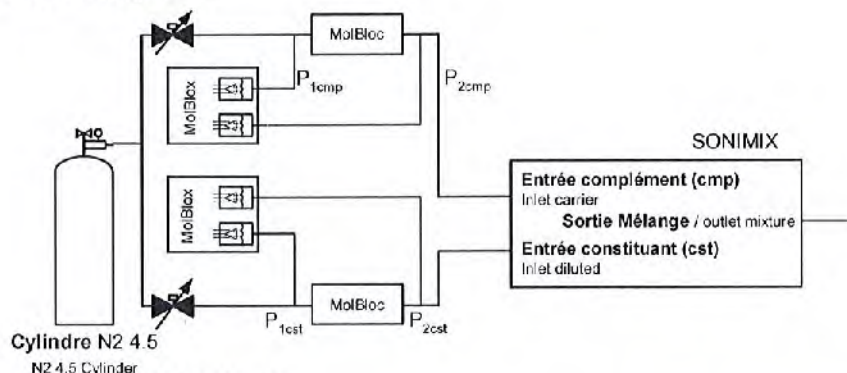 MolBloc
P1cmp
P2cmp
MolBlox
SONIMIX
Entrée complément (cmp)
Inlet carrier
Sortie Mélange / outlet mixture
MolBlox
Entrée constituant (cst)
Inlet diluted
MolBloc
P1cst
P2cst
Cylindre N2 4.5
N2 4.5 Cylinder